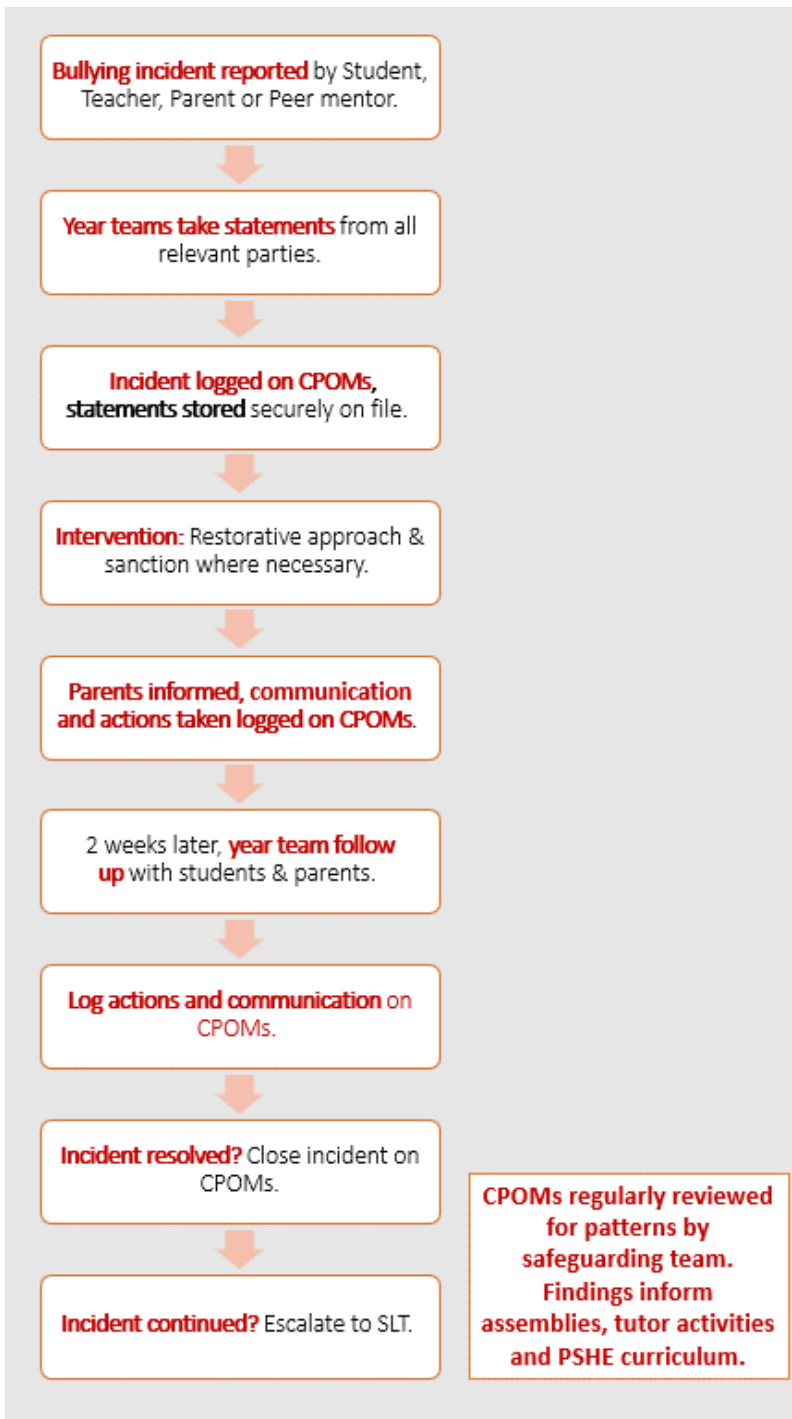 Bullying incident reported by Student,
Teacher, Parent or Peer mentor.
Year teams take statements from all
relevant parties.
Incident logged on CPOMs,
statements stored securely on file.
Intervention: Restorative approach &
sanction where necessary.
Parents informed, communication
and actions taken logged on CPOMs.
2 weeks later, year team follow
up with students & parents.
Log actions and communication on
CPOMs.
Incident resolved? Close incident on
CPOMs.
Incident continued? Escalate to SLT.
CPOMs regularly reviewed
for patterns by
safeguarding team.
Findings inform
assemblies, tutor activities
and PSHE curriculum.